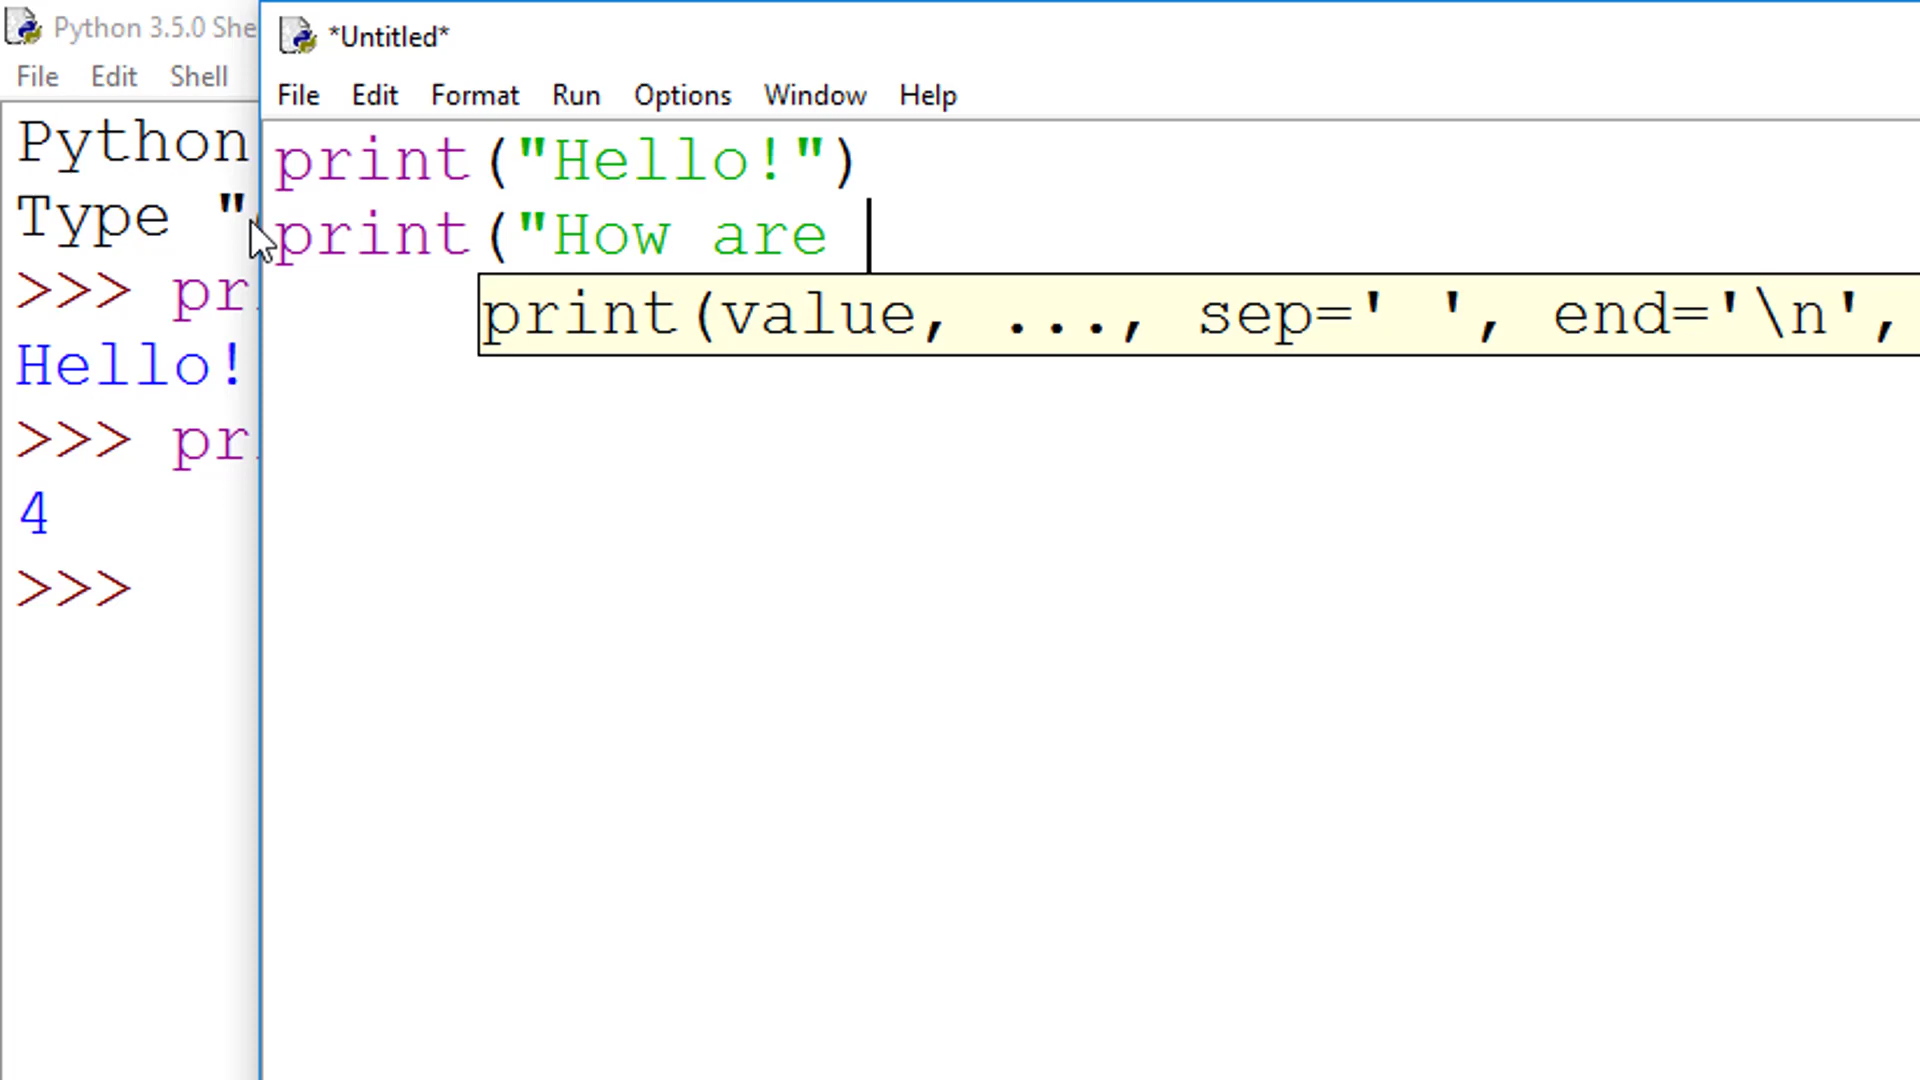 Python 3.5.0 She
File Edit Shell
Python
Type "
>>> pr
Hello!
>>> pr
4
>>>
*Untitled*
File Edit Format Run Options Window Help
print("Hello!")
print("How are
print(value, ..., sep=' ', end='\n',